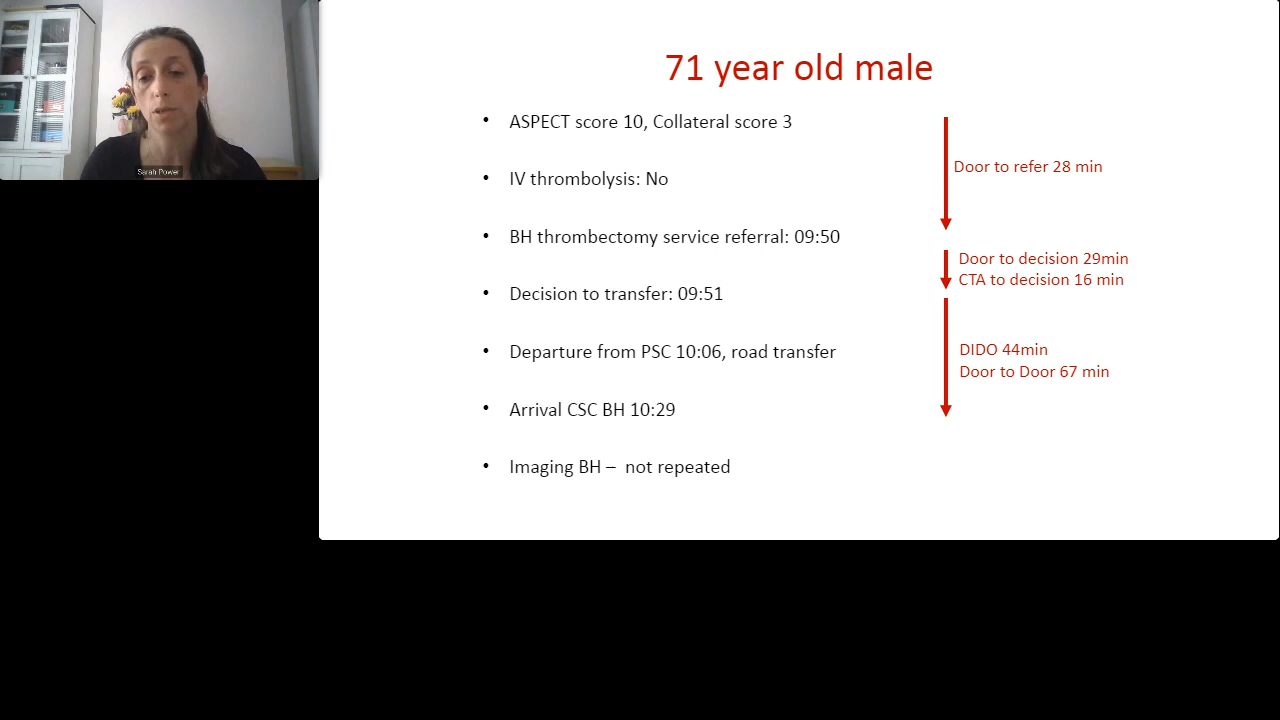 Sarah Power
71 year old male
• ASPECT score 10, Collateral score 3
• IV thrombolysis: No
• BH thrombectomy service referral: 09:50
• Decision to transfer: 09:51
• Departure from PSC 10:06, road transfer
• Arrival CSC BH 10:29
• Imaging BH – not repeated
Door to refer 28 min
Door to decision 29min
CTA to decision 16 min
DIDO 44min
Door to Door 67 min